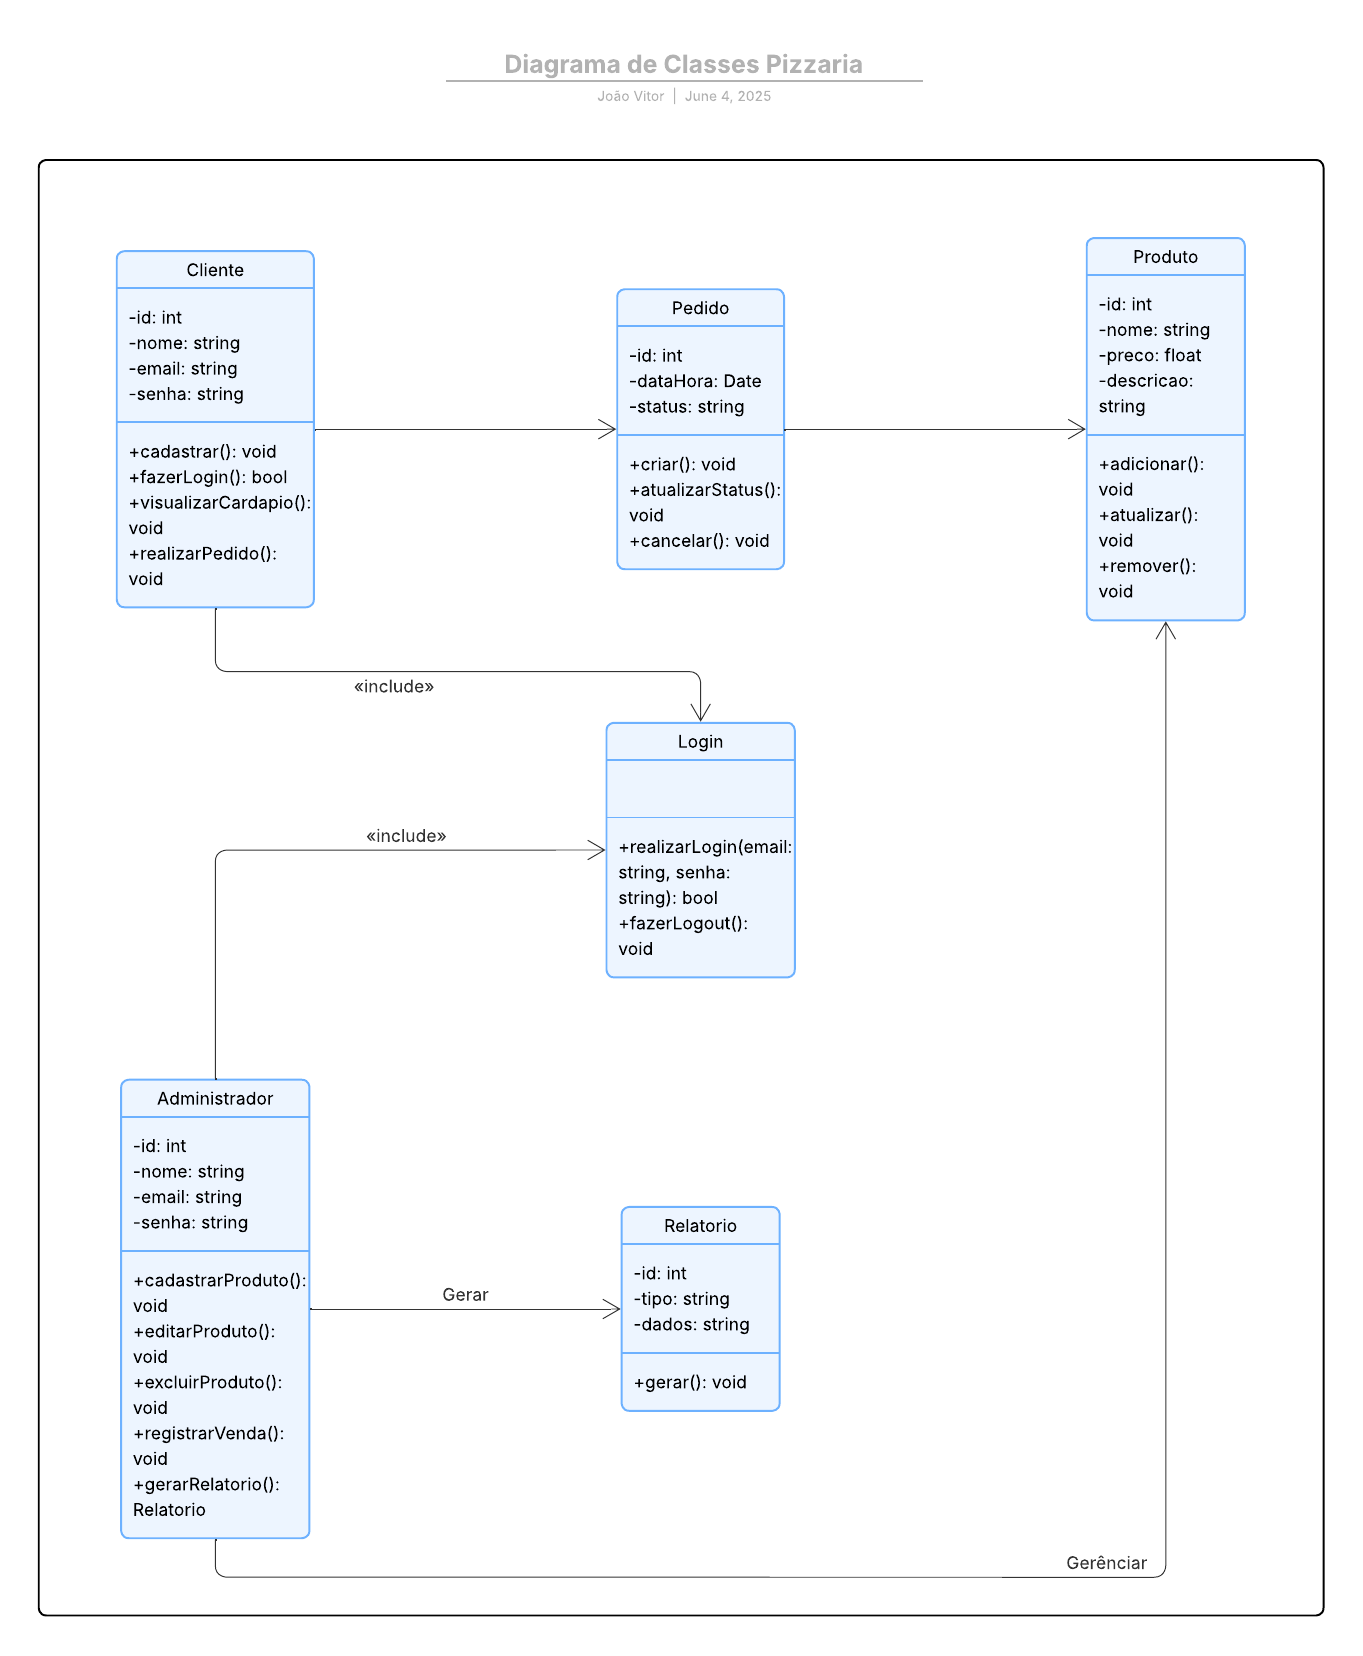 Diagrama de Classes Pizzaria
João Vitor | June 4, 2025
Cliente
-id: int
-nome: string
-email: string
-senha: string
+cadastrar(): void
+fazerLogin(): bool
+visualizarCardapio():
void
+realizarPedido():
void
Pedido
-id: int
-dataHora: Date
-status: string
+criar(): void
+atualizarStatus():
void
+cancelar(): void
Produto
-id: int
-nome: string
-preco: float
-descricao:
string
+adicionar():
void
+atualizar():
void
+remover():
void
«include»
Login
+realizarLogin(email:
string, senha:
string): bool
+fazerLogout():
void
«include»
Administrador
-id: int
-nome: string
-email: string
-senha: string
+cadastrarProduto():
void
+editarProduto():
void
+excluirProduto():
void
+registrarVenda():
void
+gerarRelatorio():
Relatorio
Gerar
Relatorio
-id: int
-tipo: string
-dados: string
+gerar(): void
Gerênciar